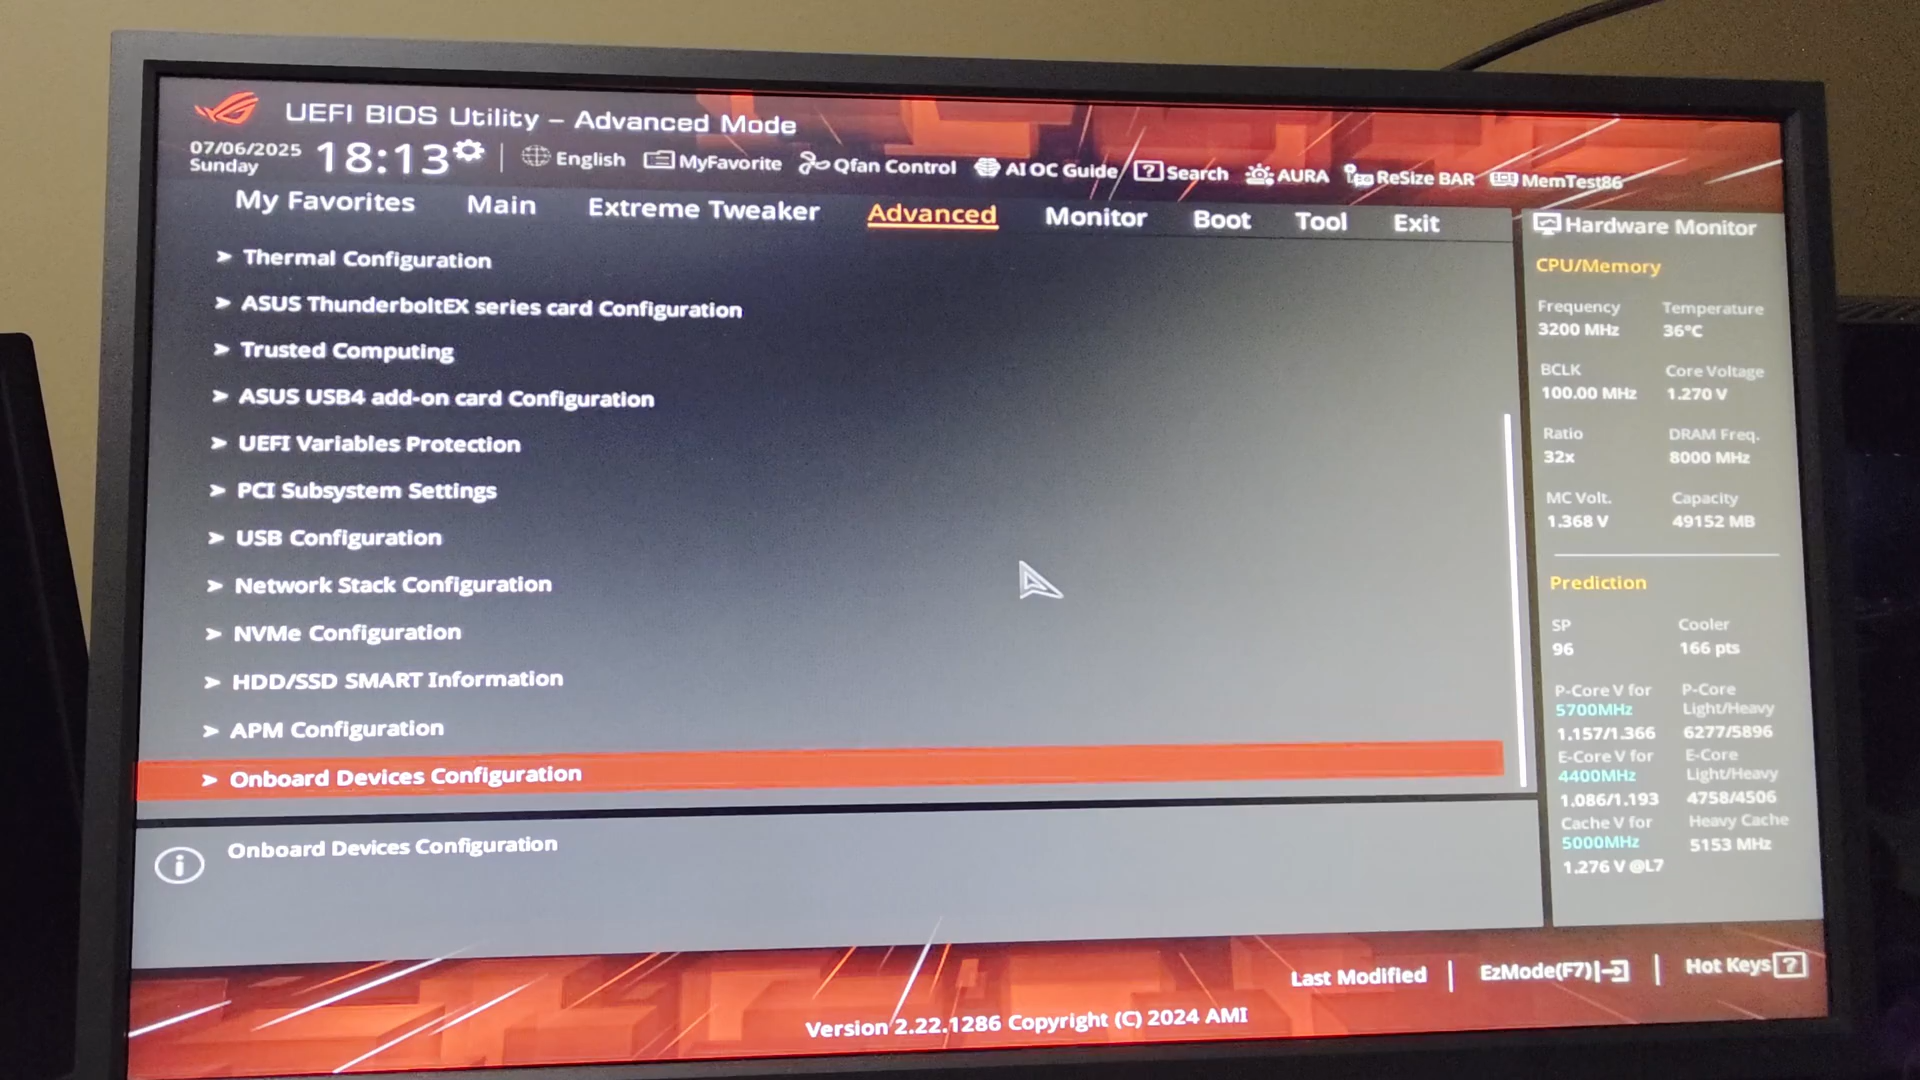 UEFI BIOS Utility – Advanced Mode
07/06/2025
Sunday
18:13
English
MyFavorite
Qfan Control
AI OC Guide
Search
AURA
ReSize BAR
MemTest86
My Favorites
Main
Extreme Tweaker
Advanced
Monitor
Boot
Tool
Exit
> Thermal Configuration
> ASUS ThunderboltEX series card Configuration
> Trusted Computing
> ASUS USB4 add-on card Configuration
> UEFI Variables Protection
> PCI Subsystem Settings
> USB Configuration
> Network Stack Configuration
> NVMe Configuration
> HDD/SSD SMART Information
> APM Configuration
> Onboard Devices Configuration
Onboard Devices Configuration
Hardware Monitor
CPU/Memory
Frequency Temperature
3200 MHz 36°C
BCLK Core Voltage
100.00 MHz 1.270 V
Ratio DRAM Freq.
32x 8000 MHz
MC Volt. Capacity
1.368 V 49152 MB
Prediction
SP Cooler
96 166 pts
P-Core V for P-Core
5700MHz Light/Heavy
1.157/1.366 6277/5896
E-Core V for E-Core
4400MHz Light/Heavy
1.086/1.193 4758/4506
Cache V for Heavy Cache
5000MHz 5153 MHz
1.276 V @L7
Last Modified
EzMode(F7)
Hot Keys ?
Version 2.22.1286 Copyright (C) 2024 AMI